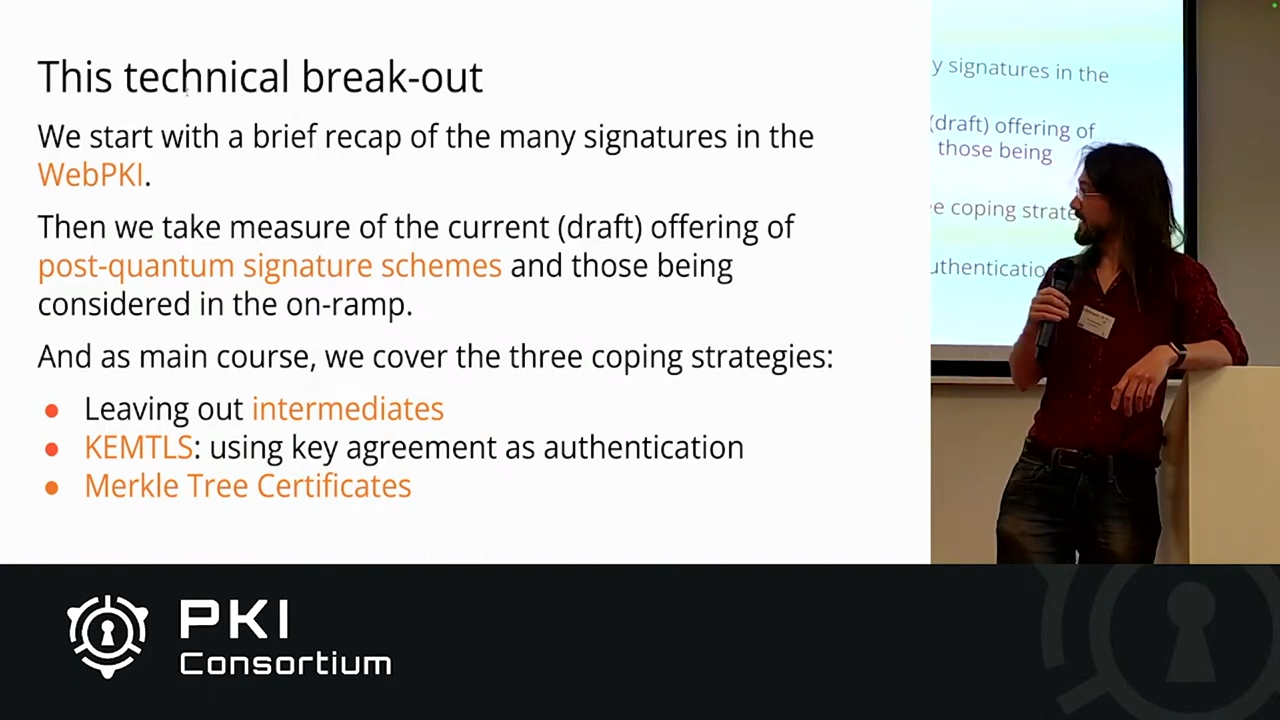 This technical break-out
We start with a brief recap of the many signatures in the
WebPKI.
Then we take measure of the current (draft) offering of
post-quantum signature schemes and those being
considered in the on-ramp.
And as main course, we cover the three coping strategies:
● Leaving out intermediates
● KEMTLS: using key agreement as authentication
● Merkle Tree Certificates
y signatures in the
(draft) offering of
those being
e coping strate
uthenticatio
PKI
Consortium